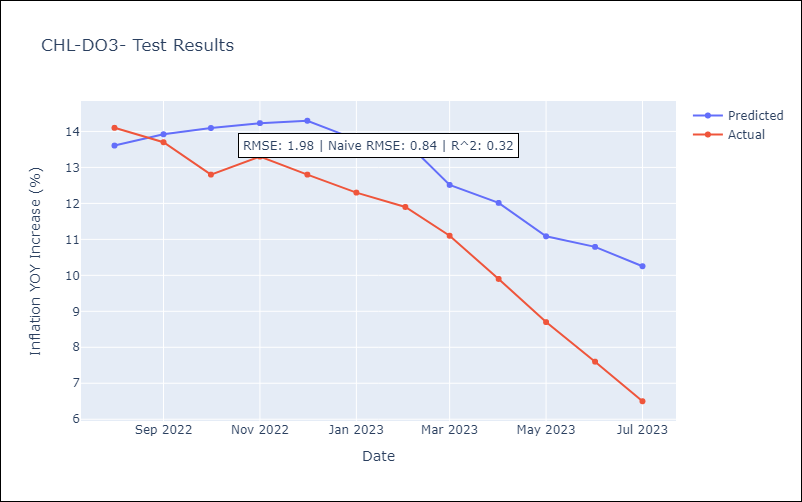 CHL-DO3- Test Results
Predicted
Actual
RMSE: 1.98 | Naive RMSE: 0.84 | R^2: 0.32
Inflation YOY Increase (%)
14
13
12
11
10
9
8
7
6
Sep 2022
Nov 2022
Jan 2023
Mar 2023
May 2023
Jul 2023
Date